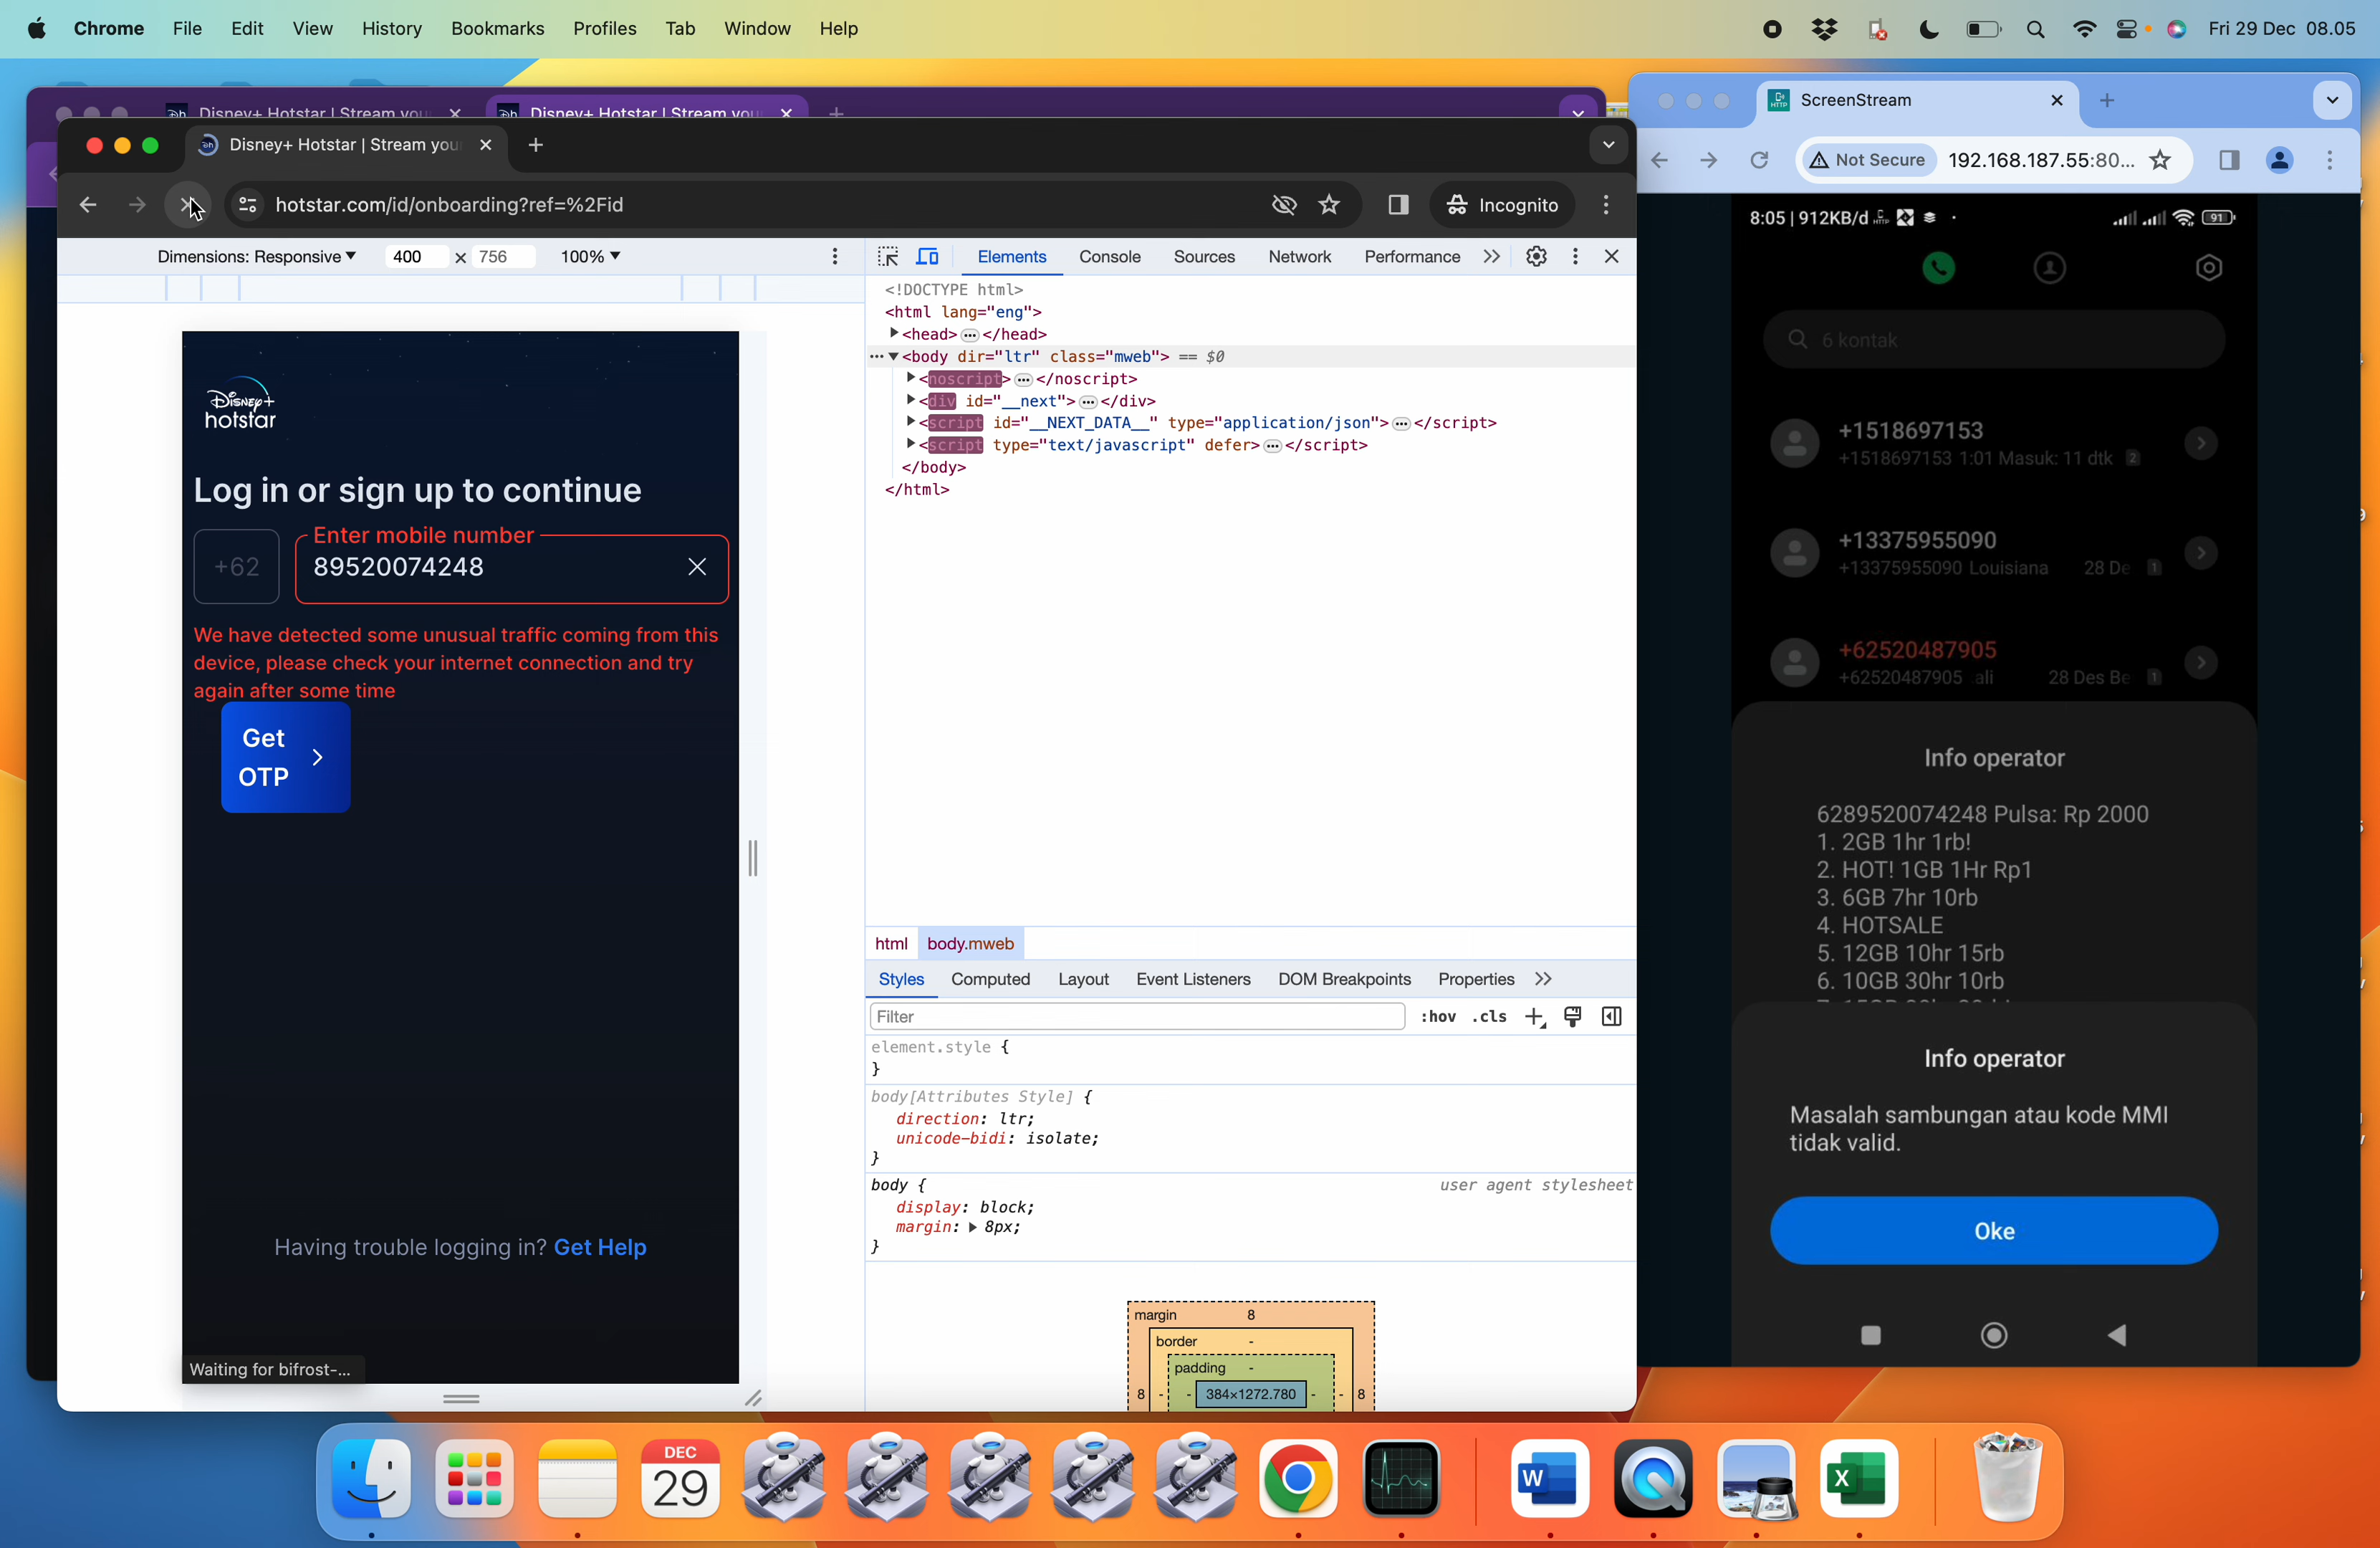 Chrome File Edit View History Bookmarks Profiles Tab Window Help
Fri 29 Dec 08.05
Disney+ Hotstar | Stream you
Disney+ Hotstar | Stream you
Disney+ Hotstar | Stream you
hotstar.com/id/onboarding?ref=%2Fid
Incognito
Dimensions: Responsive 400 × 756 100%
Disney+
hotstar
Log in or sign up to continue
Enter mobile number
+62 89520074248
We have detected some unusual traffic coming from this
device, please check your internet connection and try
again after some time
Get
OTP
Having trouble logging in? Get Help
Waiting for bifrost-...
Elements Console Sources Network Performance
<!DOCTYPE html>
<html lang="eng">
<head> … </head>
<body dir="ltr" class="mweb"> == $0
<noscript> … </noscript>
<div id="__next"> … </div>
<script id="__NEXT_DATA__" type="application/json"> … </script>
<script type="text/javascript" defer> … </script>
</body>
</html>
html body.mweb
Styles Computed Layout Event Listeners DOM Breakpoints Properties
Filter :hov .cls
element.style {
}
body[Attributes Style] {
direction: ltr;
unicode-bidi: isolate;
}
body { user agent stylesheet
display: block;
margin: 8px;
}
margin 8
border -
padding -
8 - - 384×1272.780 - - 8
ScreenStream
Not Secure 192.168.187.55:80...
8:05 | 912KB/d HTTP 91
6 kontak
+1518697153
+1518697153 1:01 Masuk: 11 dtk 2
+13375955090
+13375955090 Louisiana 28 De 1
+62520487905
+62520487905 ali 28 Des Be 1
Info operator
6289520074248 Pulsa: Rp 2000
1. 2GB 1hr 1rb!
2. HOT! 1GB 1Hr Rp1
3. 6GB 7hr 10rb
4. HOTSALE
5. 12GB 10hr 15rb
6. 10GB 30hr 10rb
Info operator
Masalah sambungan atau kode MMI
tidak valid.
Oke
DEC
29
W
X